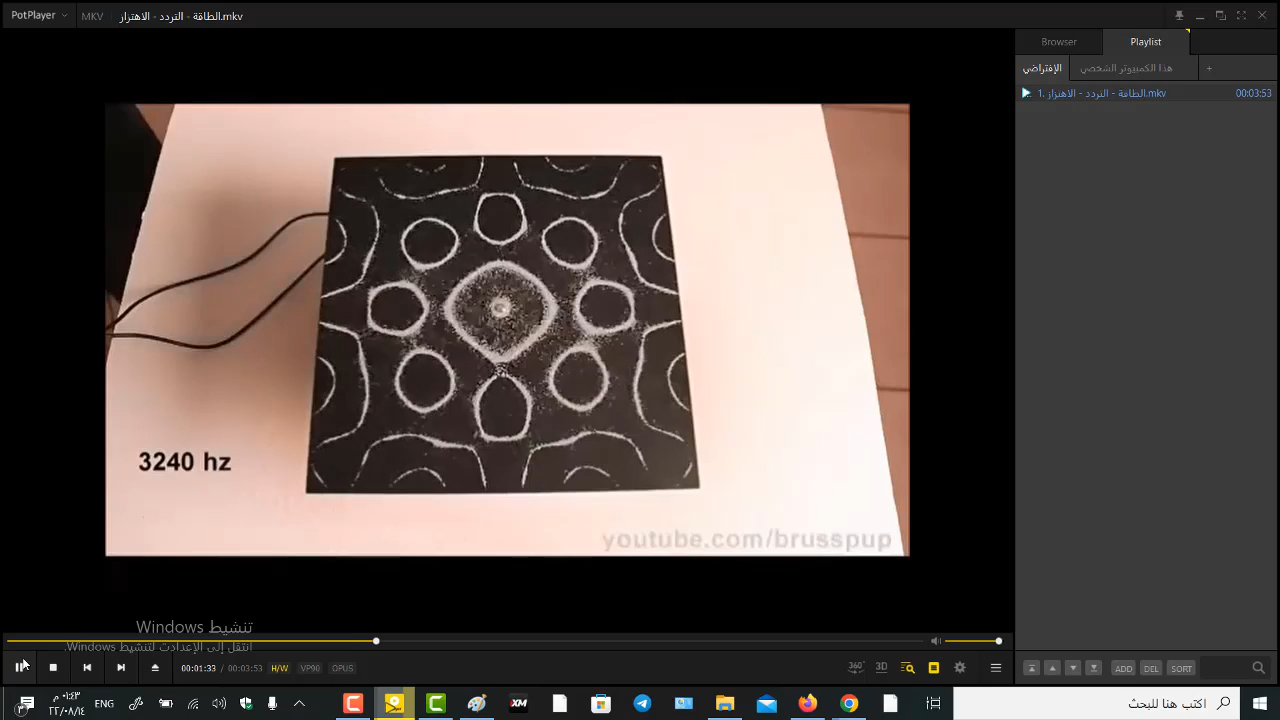 PotPlayer
MKV
الطاقة - التردد - الاهتزاز.mkv
Browser
Playlist
الإفتراضي
هذا الكمبيوتر الشخصي
+
1. الطاقة - التردد - الاهتزاز.mkv
00:03:53
3240 hz
youtube.com/brusspup
تنشيط Windows
انتقل إلى الإعدادت لتنشيط Windows.
00:01:33 / 00:03:53
H/W
VP90
OPUS
360°
3D
ADD
DEL
SORT
ENG
XM
اكتب هنا للبحث